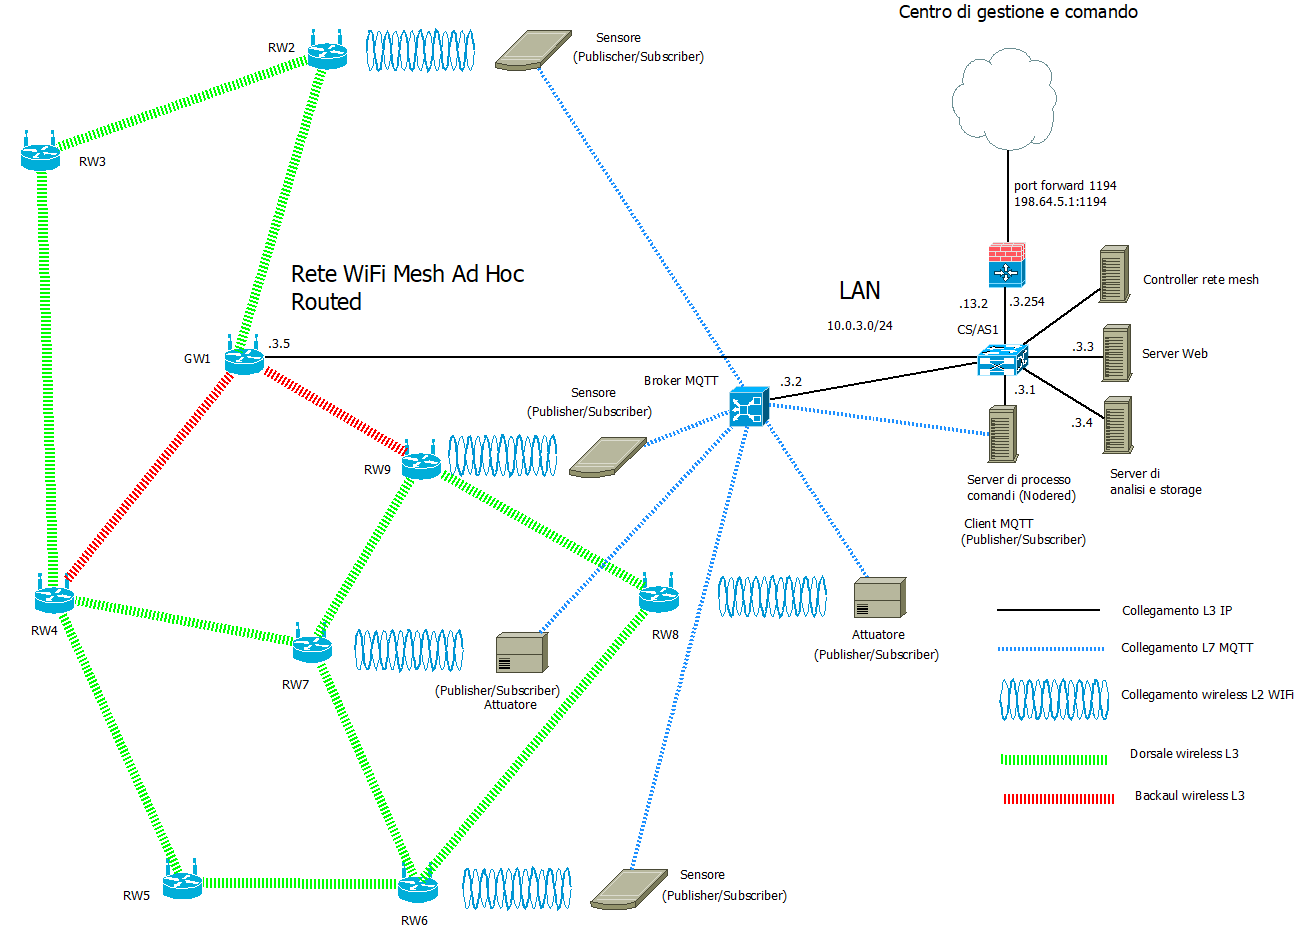 Centro di gestione e comando
RW2
Sensore
(Publischer/Subscriber)
RW3
port forward 1194
198.64.5.1:1194
Rete WiFi Mesh Ad Hoc
Routed
LAN
10.0.3.0/24
.13.2
.3.254
CS/AS1
Controller rete mesh
GW1
.3.5
.3.3
Server Web
Broker MQTT
.3.2
.3.1
.3.4
Sensore
(Publisher/Subscriber)
RW9
Server di processo
comandi (Nodered)
Server di
analisi e storage
Client MQTT
(Publisher/Subscriber)
RW4
RW7
(Publisher/Subscriber)
Attuatore
RW8
Attuatore
(Publisher/Subscriber)
Collegamento L3 IP
Collegamento L7 MQTT
Collegamento wireless L2 WIFi
Dorsale wireless L3
Backaul wireless L3
RW5
RW6
Sensore
(Publisher/Subscriber)